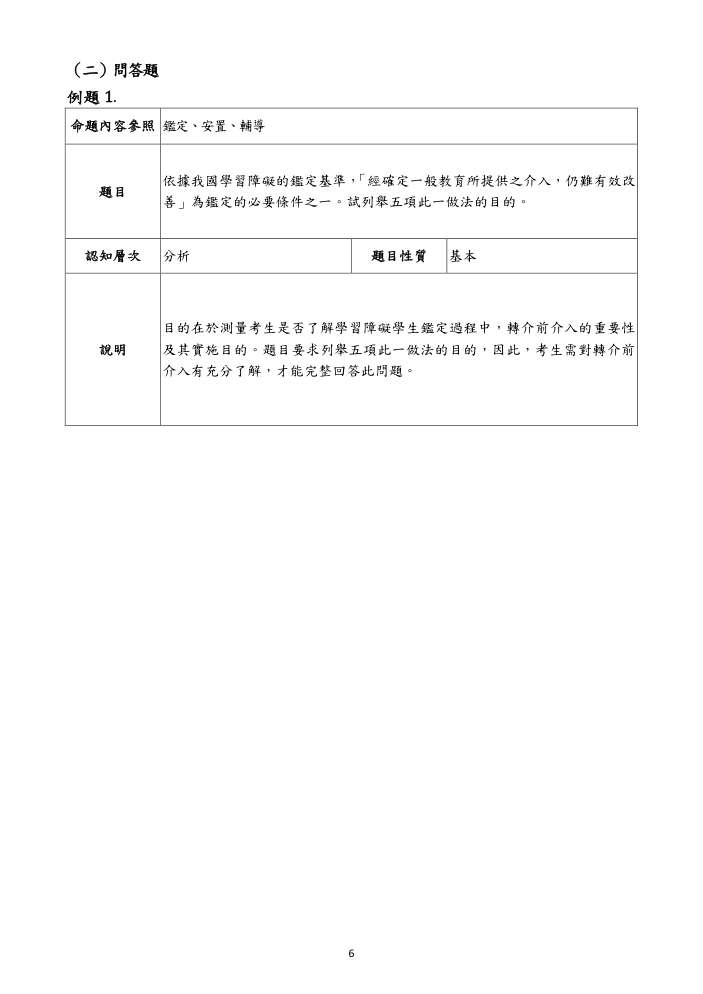 （二）問答題
例題 1.
命題內容參照 鑑定、安置、輔導
題目 依據我國學習障礙的鑑定基準，「經確定一般教育所提供之介入，仍難有效改
善」為鑑定的必要條件之一。試列舉五項此一做法的目的。
認知層次 分析 題目性質 基本
說明 目的在於測量考生是否了解學習障礙學生鑑定過程中，轉介前介入的重要性
及其實施目的。題目要求列舉五項此一做法的目的，因此，考生需對轉介前
介入有充分了解，才能完整回答此問題。
6